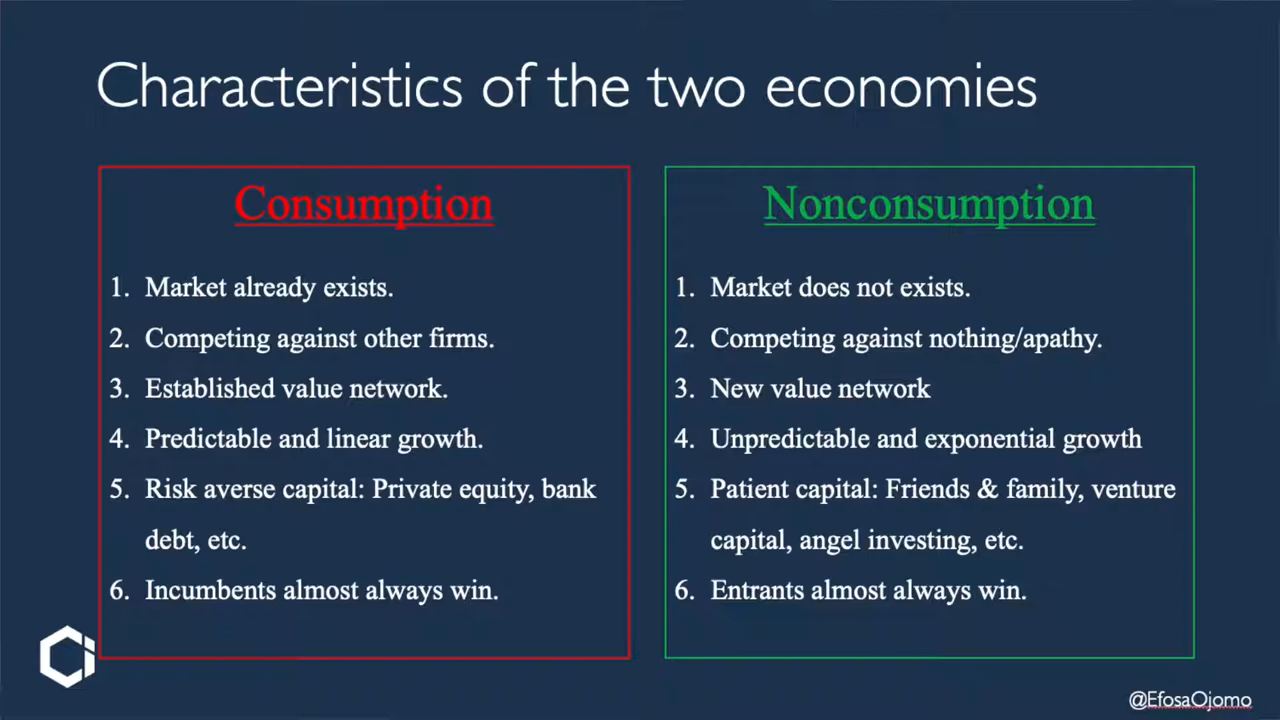 Characteristics of the two economies
Consumption
1. Market already exists.
2. Competing against other firms.
3. Established value network.
4. Predictable and linear growth.
5. Risk averse capital: Private equity, bank
debt, etc.
6. Incumbents almost always win.
Nonconsumption
1. Market does not exists.
2. Competing against nothing/apathy.
3. New value network
4. Unpredictable and exponential growth
5. Patient capital: Friends & family, venture
capital, angel investing, etc.
6. Entrants almost always win.
@EfosaOjomo